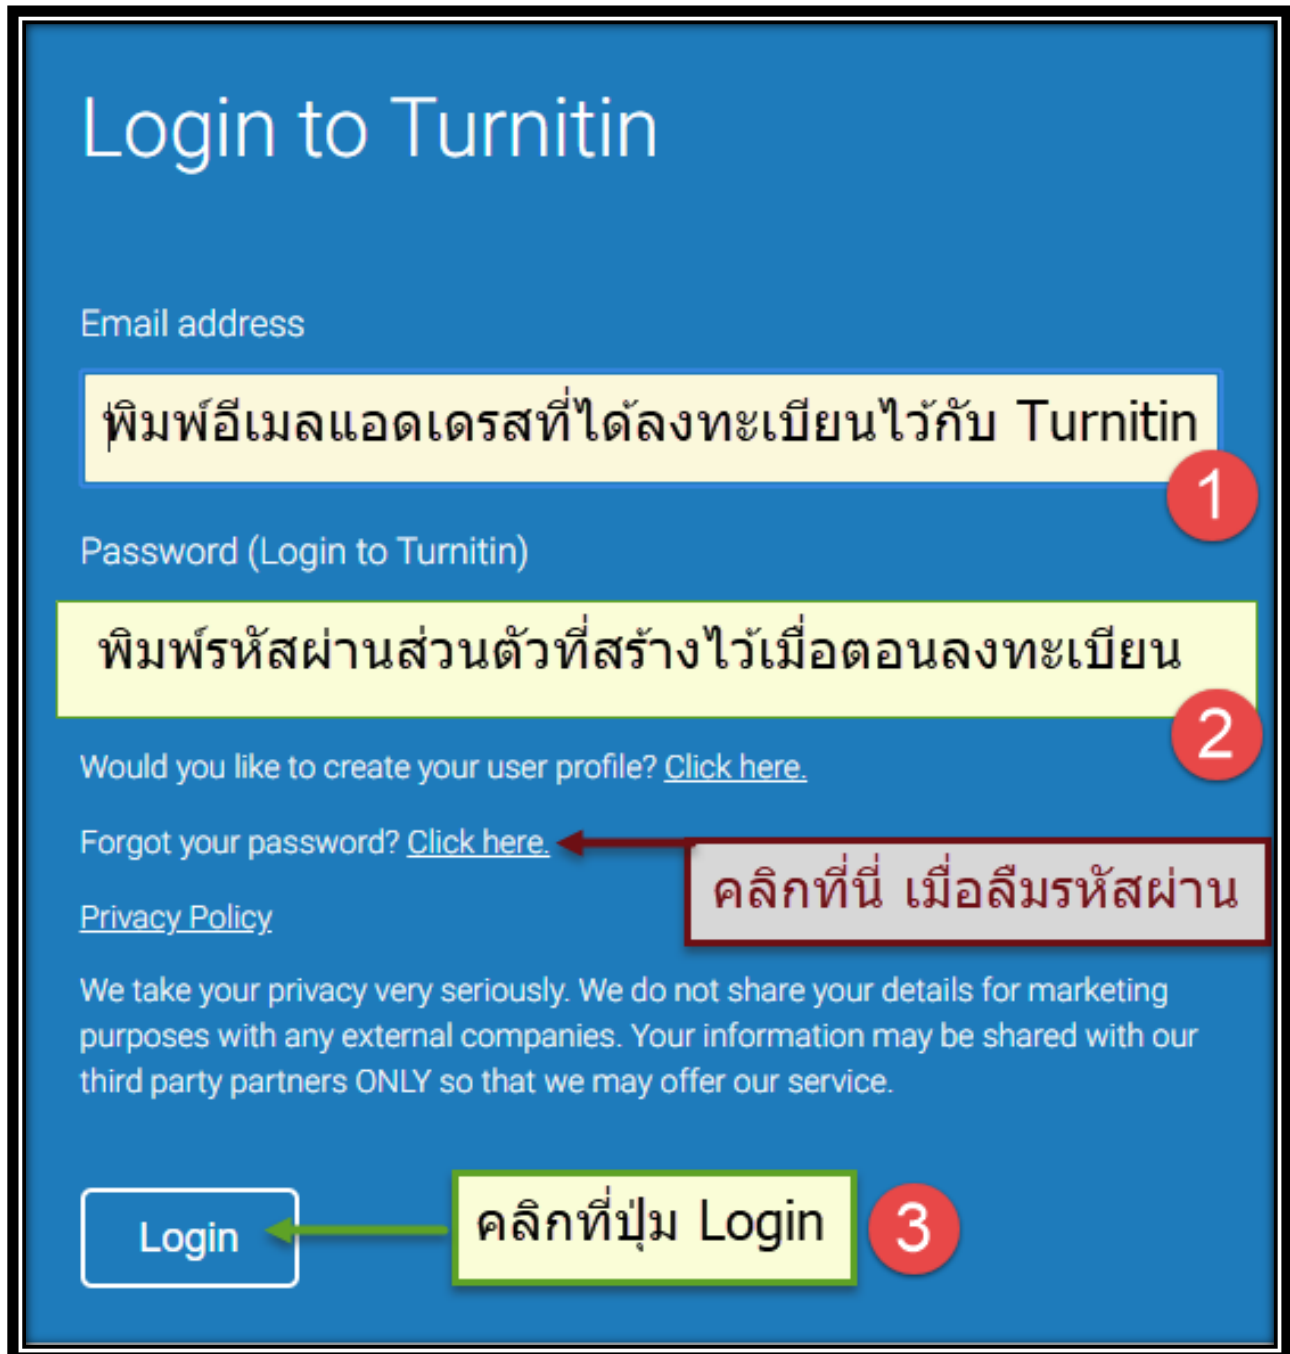 Login to Turnitin
Email address
พิมพ์อีเมลแอดเดรสที่ได้ลงทะเบียนไว้กับ Turnitin
1
Password (Login to Turnitin)
พิมพ์รหัสผ่านส่วนตัวที่สร้างไว้เมื่อตอนลงทะเบียน
2
Would you like to create your user profile? Click here.
Forgot your password? Click here.
คลิกที่นี่ เมื่อลืมรหัสผ่าน
Privacy Policy
We take your privacy very seriously. We do not share your details for marketing
purposes with any external companies. Your information may be shared with our
third party partners ONLY so that we may offer our service.
Login
คลิกที่ปุ่ม Login
3